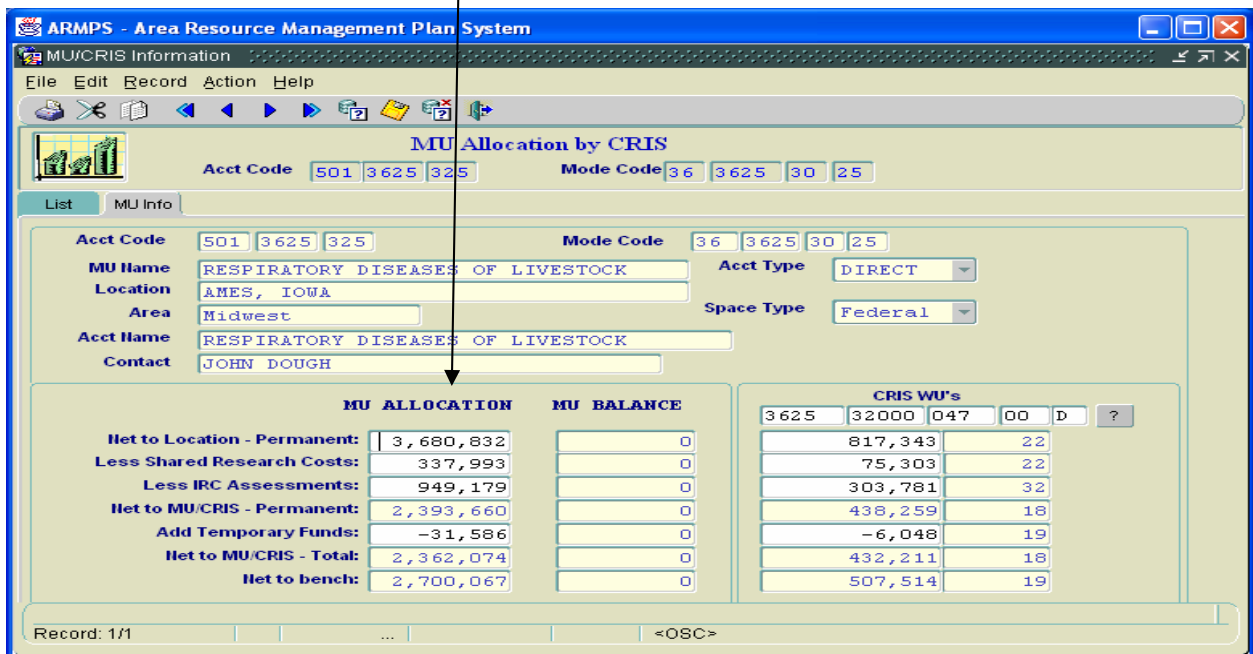 ARMPS - Area Resource Management Plan System
MU/CRIS Information
File Edit Record Action Help
MU Allocation by CRIS
Acct Code 501 3625 325 Mode Code 36 3625 30 25
List MU Info
Acct Code 501 3625 325 Mode Code 36 3625 30 25
MU Name RESPIRATORY DISEASES OF LIVESTOCK Acct Type DIRECT
Location AMES, IOWA
Area Midwest Space Type Federal
Acct Name RESPIRATORY DISEASES OF LIVESTOCK
Contact JOHN DOUGH
MU ALLOCATION MU BALANCE CRIS WU's
3625 32000 047 00 D ?
Net to Location - Permanent: 3,680,832 0 817,343 22
Less Shared Research Costs: 337,993 0 75,303 22
Less IRC Assessments: 949,179 0 303,781 32
Net to MU/CRIS - Permanent: 2,393,660 0 438,259 18
Add Temporary Funds: -31,586 0 -6,048 19
Net to MU/CRIS - Total: 2,362,074 0 432,211 18
Net to bench: 2,700,067 0 507,514 19
Record: 1/1 ... <OSC>